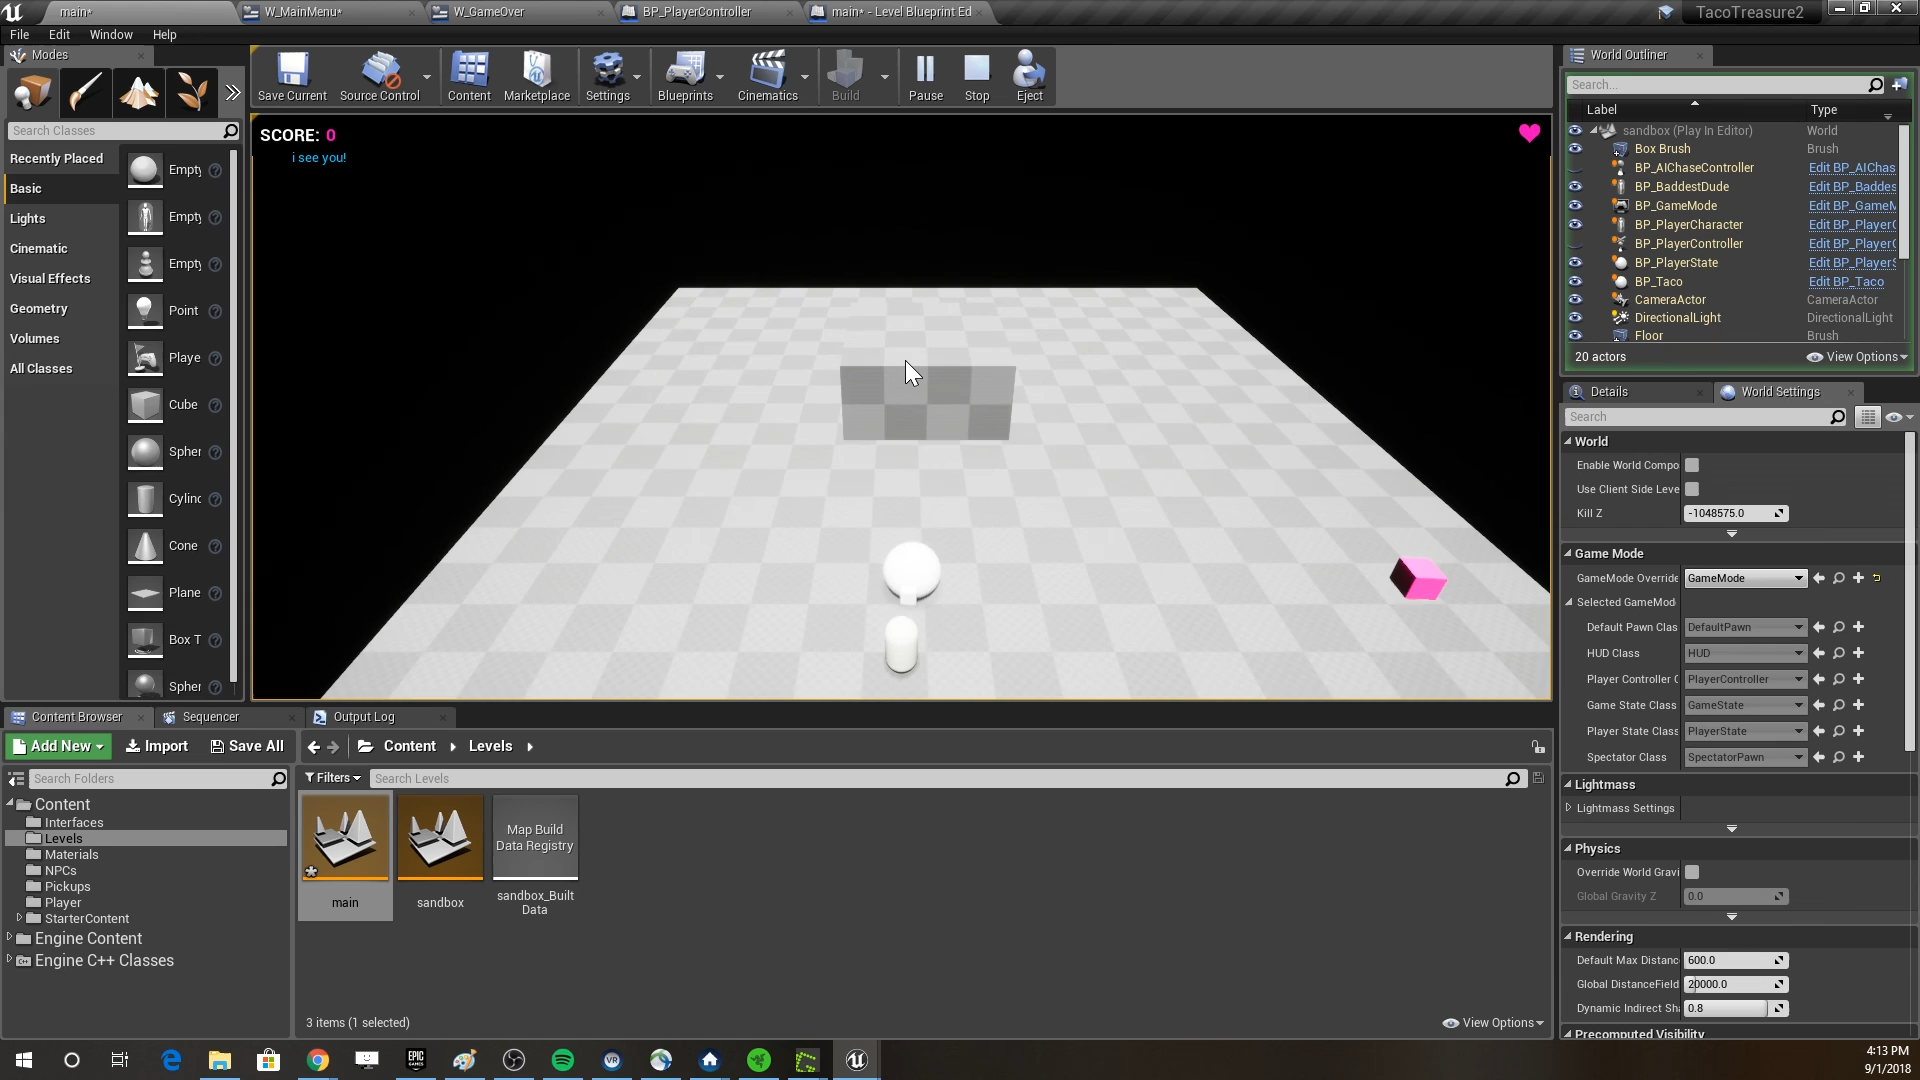 main*
W_MainMenu*
W_GameOver
BP_PlayerController
main* - Level Blueprint Ed
TacoTreasure2
File Edit Window Help
Modes
Search Classes
Recently Placed
Basic
Lights
Cinematic
Visual Effects
Geometry
Volumes
All Classes
Empty
Empty
Empty
Point
Playe
Cube
Spher
Cylinc
Cone
Plane
Box T
Spher
Save Current
Source Control
Content
Marketplace
Settings
Blueprints
Cinematics
Build
Pause
Stop
Eject
SCORE: 0
i see you!
World Outliner
Search...
Label Type
sandbox (Play In Editor) World
Box Brush Brush
BP_AIChaseController Edit BP_AIChas
BP_BaddestDude Edit BP_Baddes
BP_GameMode Edit BP_GameM
BP_PlayerCharacter Edit BP_PlayerC
BP_PlayerController Edit BP_PlayerC
BP_PlayerState Edit BP_PlayerS
BP_Taco Edit BP_Taco
CameraActor CameraActor
DirectionalLight DirectionalLight
Floor Brush
20 actors View Options
Details
World Settings
Search
World
Enable World Compo
Use Client Side Leve
Kill Z -1048575.0
Game Mode
GameMode Override GameMode
Selected GameMod
Default Pawn Clas DefaultPawn
HUD Class HUD
Player Controller C PlayerController
Game State Class GameState
Player State Class PlayerState
Spectator Class SpectatorPawn
Lightmass
Lightmass Settings
Physics
Override World Gravi
Global Gravity Z 0.0
Rendering
Default Max Distanc 600.0
Global DistanceField 20000.0
Dynamic Indirect Sh 0.8
Precomputed Visibility
Content Browser
Sequencer
Output Log
Add New Import Save All
Content Levels
Search Folders
Filters Search Levels
Content
Interfaces
Levels
Materials
NPCs
Pickups
Player
StarterContent
Engine Content
Engine C++ Classes
Map Build
Data Registry
main
sandbox
sandbox_Built
Data
3 items (1 selected)
View Options
EPIC
GAMES
VR
4:13 PM
9/1/2018